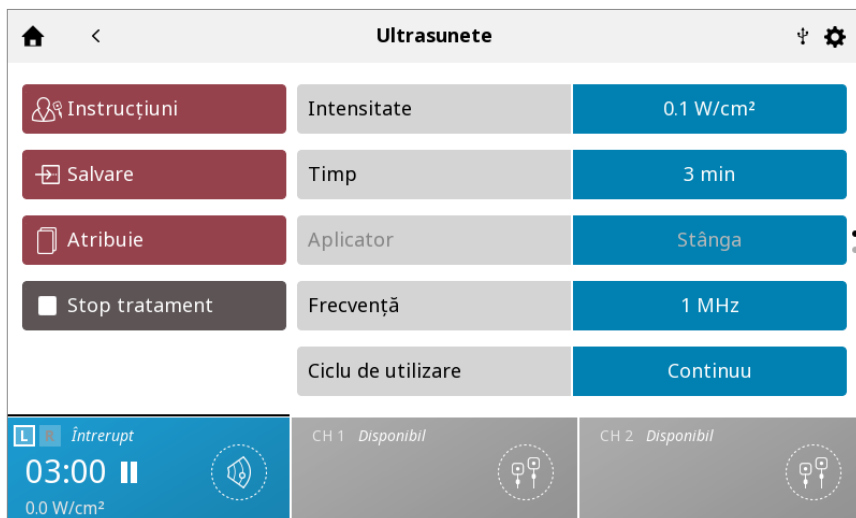 Ultrasunete
Instrucțiuni
Intensitate
0.1 W/cm²
Salvare
Timp
3 min
Atribuie
Aplicator
Stânga
Stop tratament
Frecvență
1 MHz
Ciclu de utilizare
Continuu
L R Întrerupt
03:00
0.0 W/cm²
CH 1 Disponibil
CH 2 Disponibil